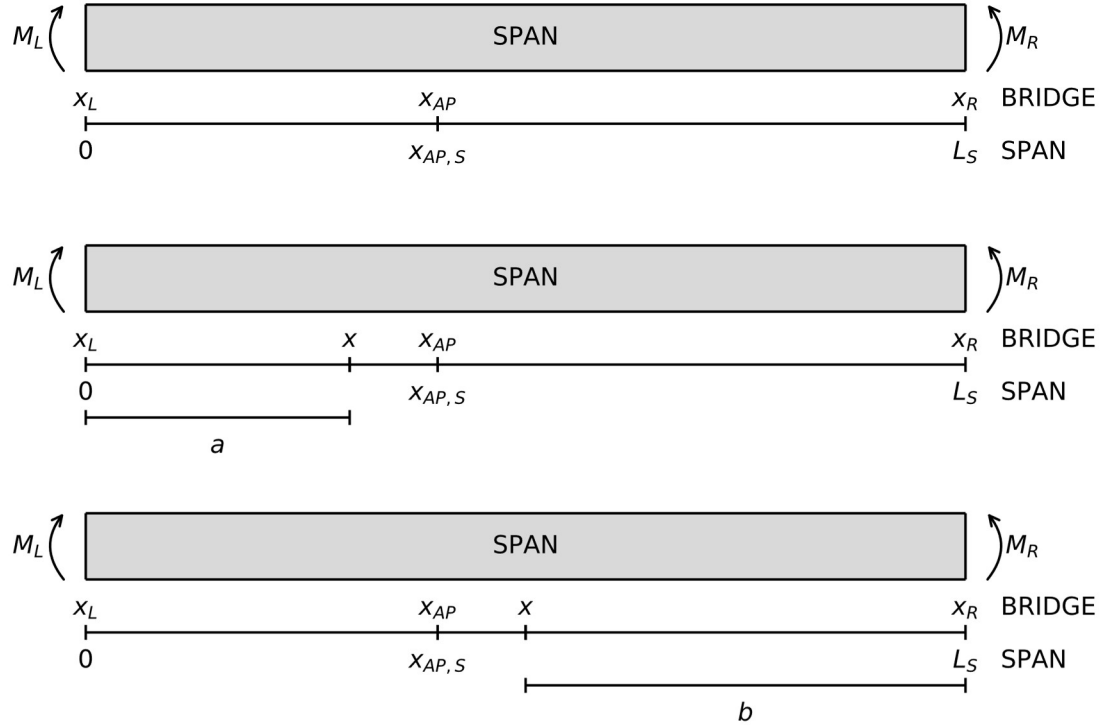 M_L SPAN M_R
x_L x_AP x_R BRIDGE
0 x_AP,S L_S SPAN
M_L SPAN M_R
x_L x x_AP x_R BRIDGE
0 x_AP,S L_S SPAN
a
M_L SPAN M_R
x_L x_AP x x_R BRIDGE
0 x_AP,S L_S SPAN
b